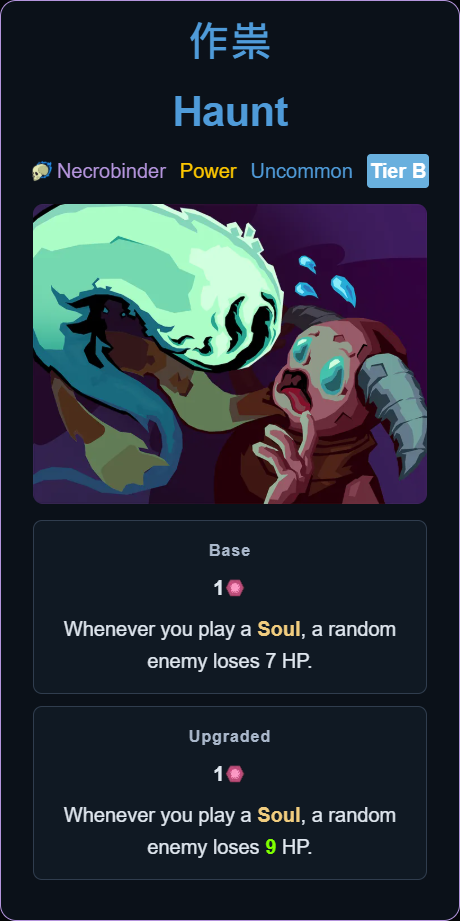 作祟
Haunt
Necrobinder Power Uncommon Tier B
Base
1
Whenever you play a Soul, a random
enemy loses 7 HP.
Upgraded
1
Whenever you play a Soul, a random
enemy loses 9 HP.